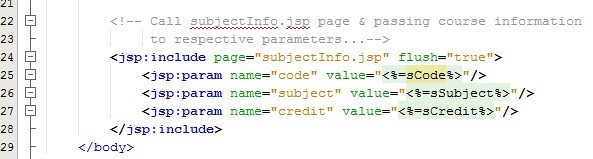 21
22 <!-- Call subjectInfo.jsp page & passing course information
23 to respective parameters...-->
24 <jsp:include page="subjectInfo.jsp" flush="true">
25 <jsp:param name="code" value="<%=sCode%>"/>
26 <jsp:param name="subject" value="<%=sSubject%>"/>
27 <jsp:param name="credit" value="<%=sCredit%>"/>
28 </jsp:include>
29 </body>